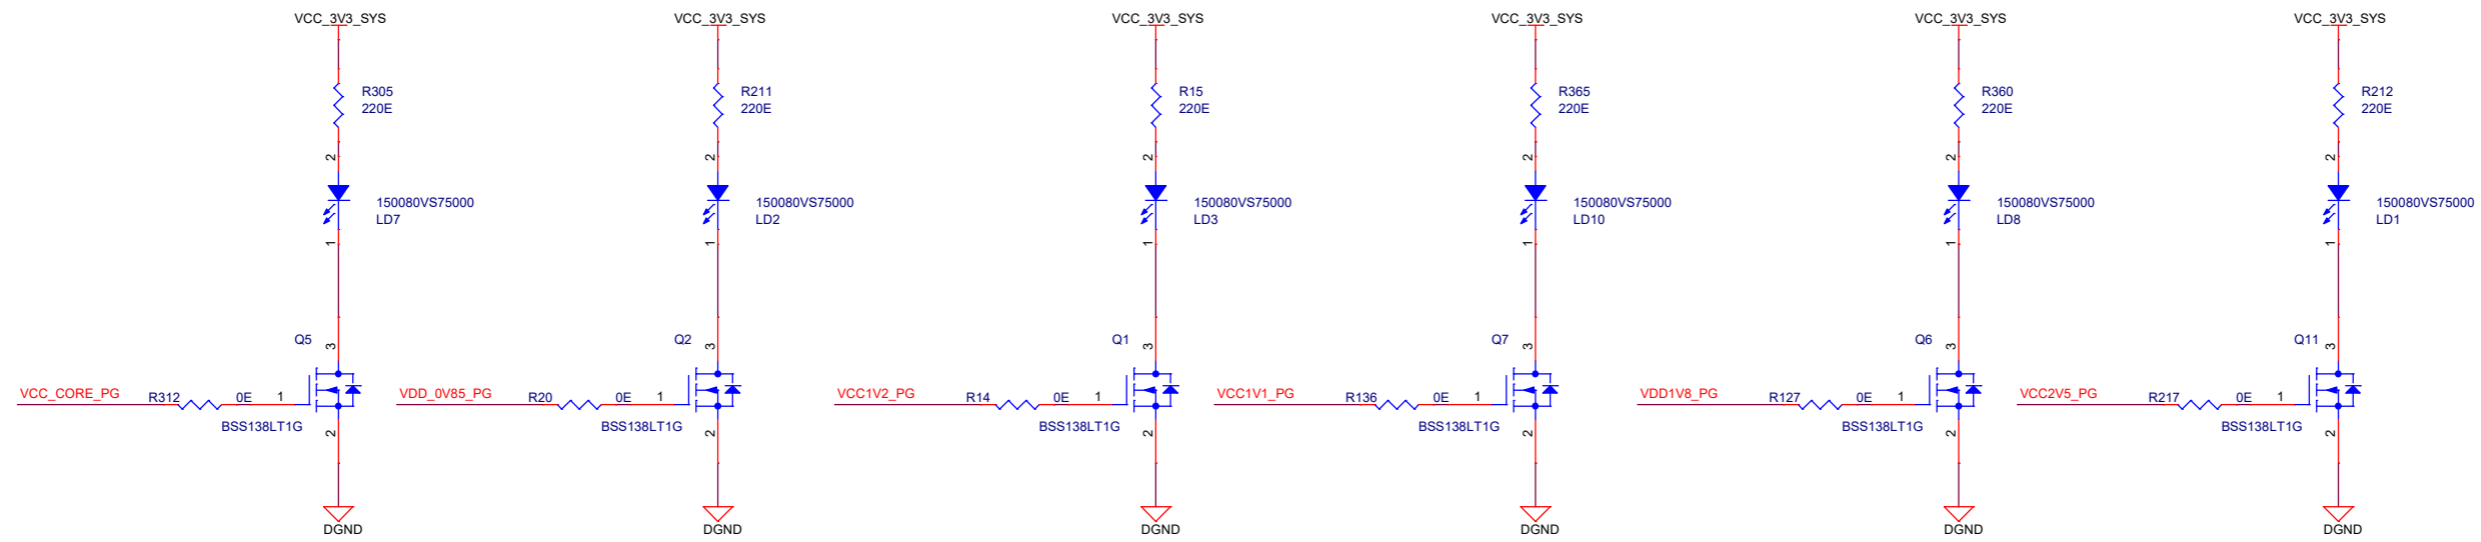 VCC_3V3_SYS VCC_3V3_SYS VCC_3V3_SYS VCC_3V3_SYS VCC_3V3_SYS VCC_3V3_SYS
R305 R211 R15 R365 R360 R212
220E 220E 220E 220E 220E 220E
2 2 2 2 2 2
150080VS75000 150080VS75000 150080VS75000 150080VS75000 150080VS75000 150080VS75000
LD7 LD2 LD3 LD10 LD8 LD1
1 1 1 1 1 1
Q5 3 Q2 3 Q1 3 Q7 3 Q6 3 Q11 3
VCC_CORE_PG R312 0E 1 VDD_0V85_PG R20 0E 1 VCC1V2_PG R14 0E 1 VCC1V1_PG R136 0E 1 VDD1V8_PG R127 0E 1 VCC2V5_PG R217 0E 1
BSS138LT1G 2 BSS138LT1G 2 BSS138LT1G 2 BSS138LT1G 2 BSS138LT1G 2 BSS138LT1G 2
DGND DGND DGND DGND DGND DGND